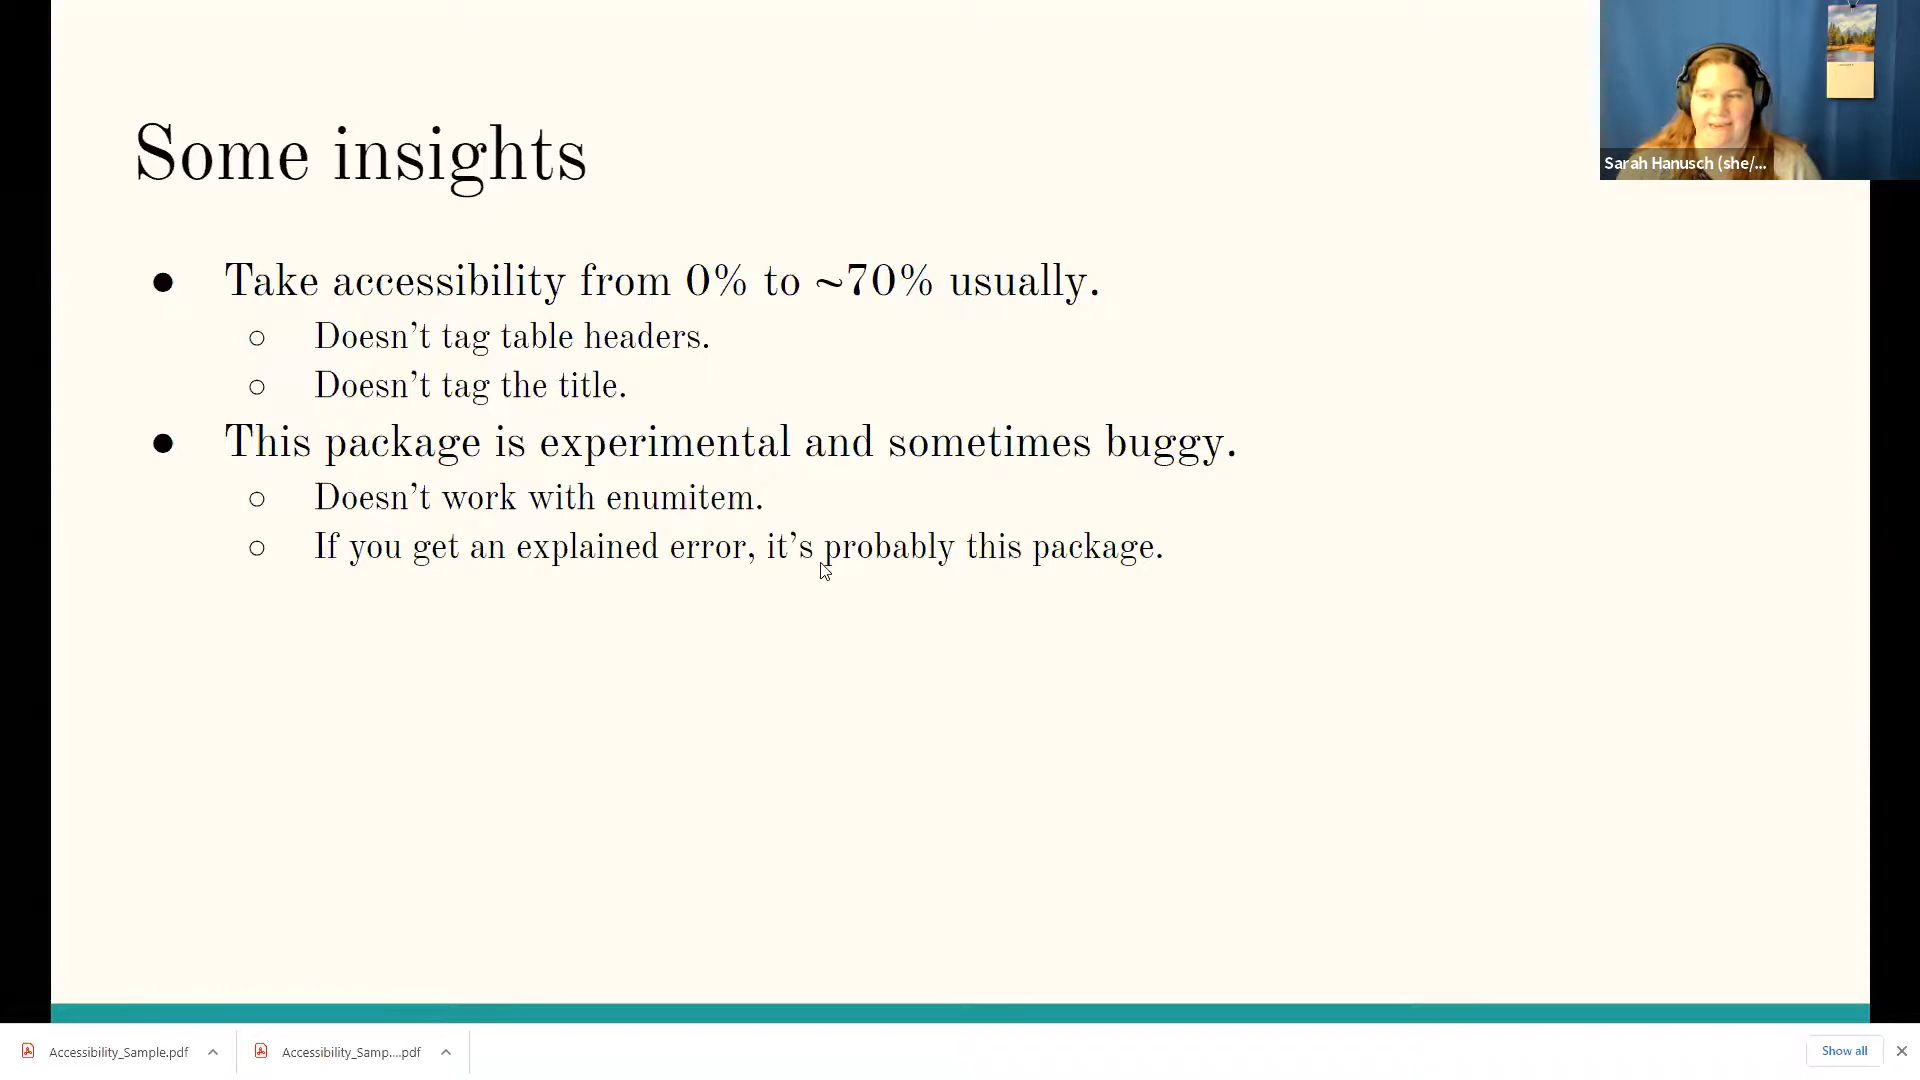 Some insights
● Take accessibility from 0% to ~70% usually.
○ Doesn’t tag table headers.
○ Doesn’t tag the title.
● This package is experimental and sometimes buggy.
○ Doesn’t work with enumitem.
○ If you get an explained error, it’s probably this package.
Sarah Hanusch (she/...
Accessibility_Sample.pdf
Accessibility_Samp....pdf
Show all